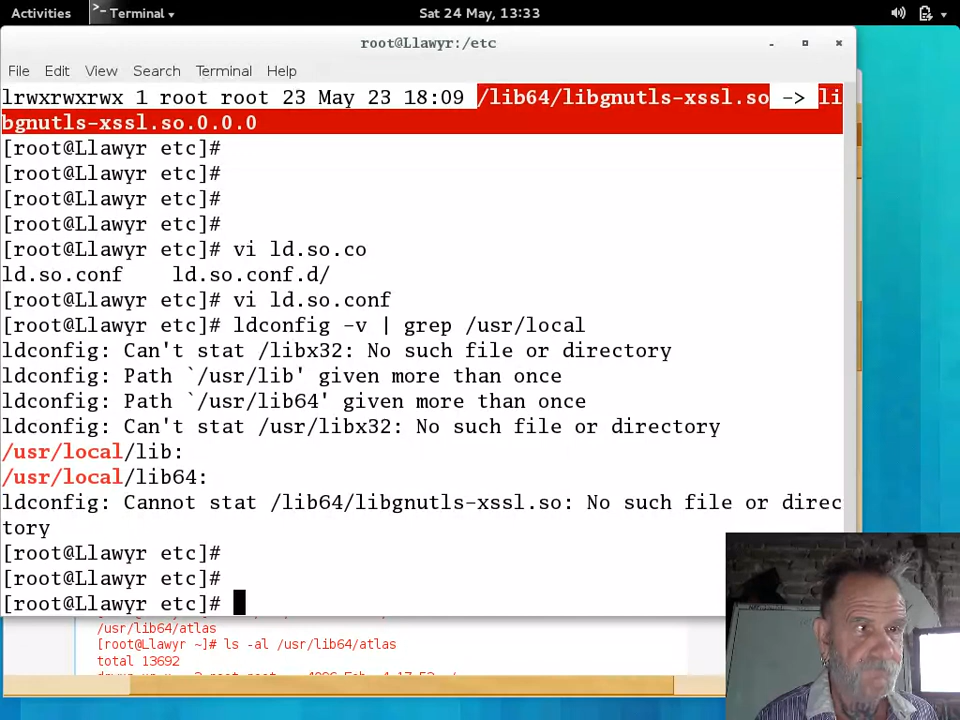 Activities >_ Terminal Sat 24 May, 13:33
root@Llawyr:/etc
File Edit View Search Terminal Help
lrwxrwxrwx 1 root root 23 May 23 18:09 /lib64/libgnutls-xssl.so -> li
bgnutls-xssl.so.0.0.0
[root@Llawyr etc]#
[root@Llawyr etc]#
[root@Llawyr etc]#
[root@Llawyr etc]#
[root@Llawyr etc]# vi ld.so.co
ld.so.conf ld.so.conf.d/
[root@Llawyr etc]# vi ld.so.conf
[root@Llawyr etc]# ldconfig -v | grep /usr/local
ldconfig: Can't stat /libx32: No such file or directory
ldconfig: Path `/usr/lib' given more than once
ldconfig: Path `/usr/lib64' given more than once
ldconfig: Can't stat /usr/libx32: No such file or directory
/usr/local/lib:
/usr/local/lib64:
ldconfig: Cannot stat /lib64/libgnutls-xssl.so: No such file or direc
tory
[root@Llawyr etc]#
[root@Llawyr etc]#
[root@Llawyr etc]#
/usr/lib64/atlas
[root@Llawyr ~]# ls -al /usr/lib64/atlas
total 13692